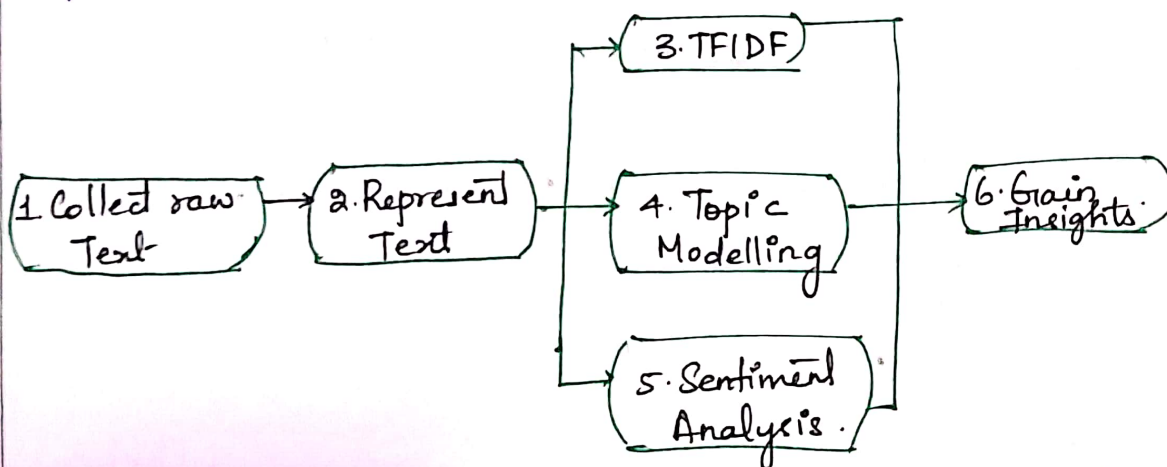 3. TFIDF
1. Collect raw
Text
2. Represent
Text
4. Topic
Modelling
6. Gain
Insights.
5. Sentiment
Analysis.